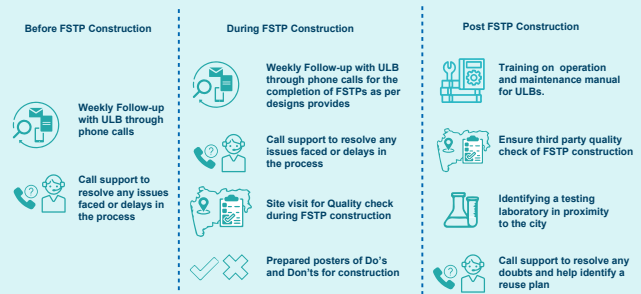 Before FSTP Construction
Weekly Follow-up
with ULB through
phone calls
Call support to
resolve any issues
faced or delays in
the process
During FSTP Construction
Weekly Follow-up with ULB
through phone calls for the
completion of FSTPs as per
designs provides
Call support to resolve any
issues faced or delays in
the process
Site visit for Quality check
during FSTP construction
Prepared posters of Do's
and Don'ts for construction
Post FSTP Construction
Training on operation
and maintenance manual
for ULBs.
Ensure third party quality
check of FSTP construction
Identifying a testing
laboratory in proximity
to the city
Call support to resolve any
doubts and help identify a
reuse plan